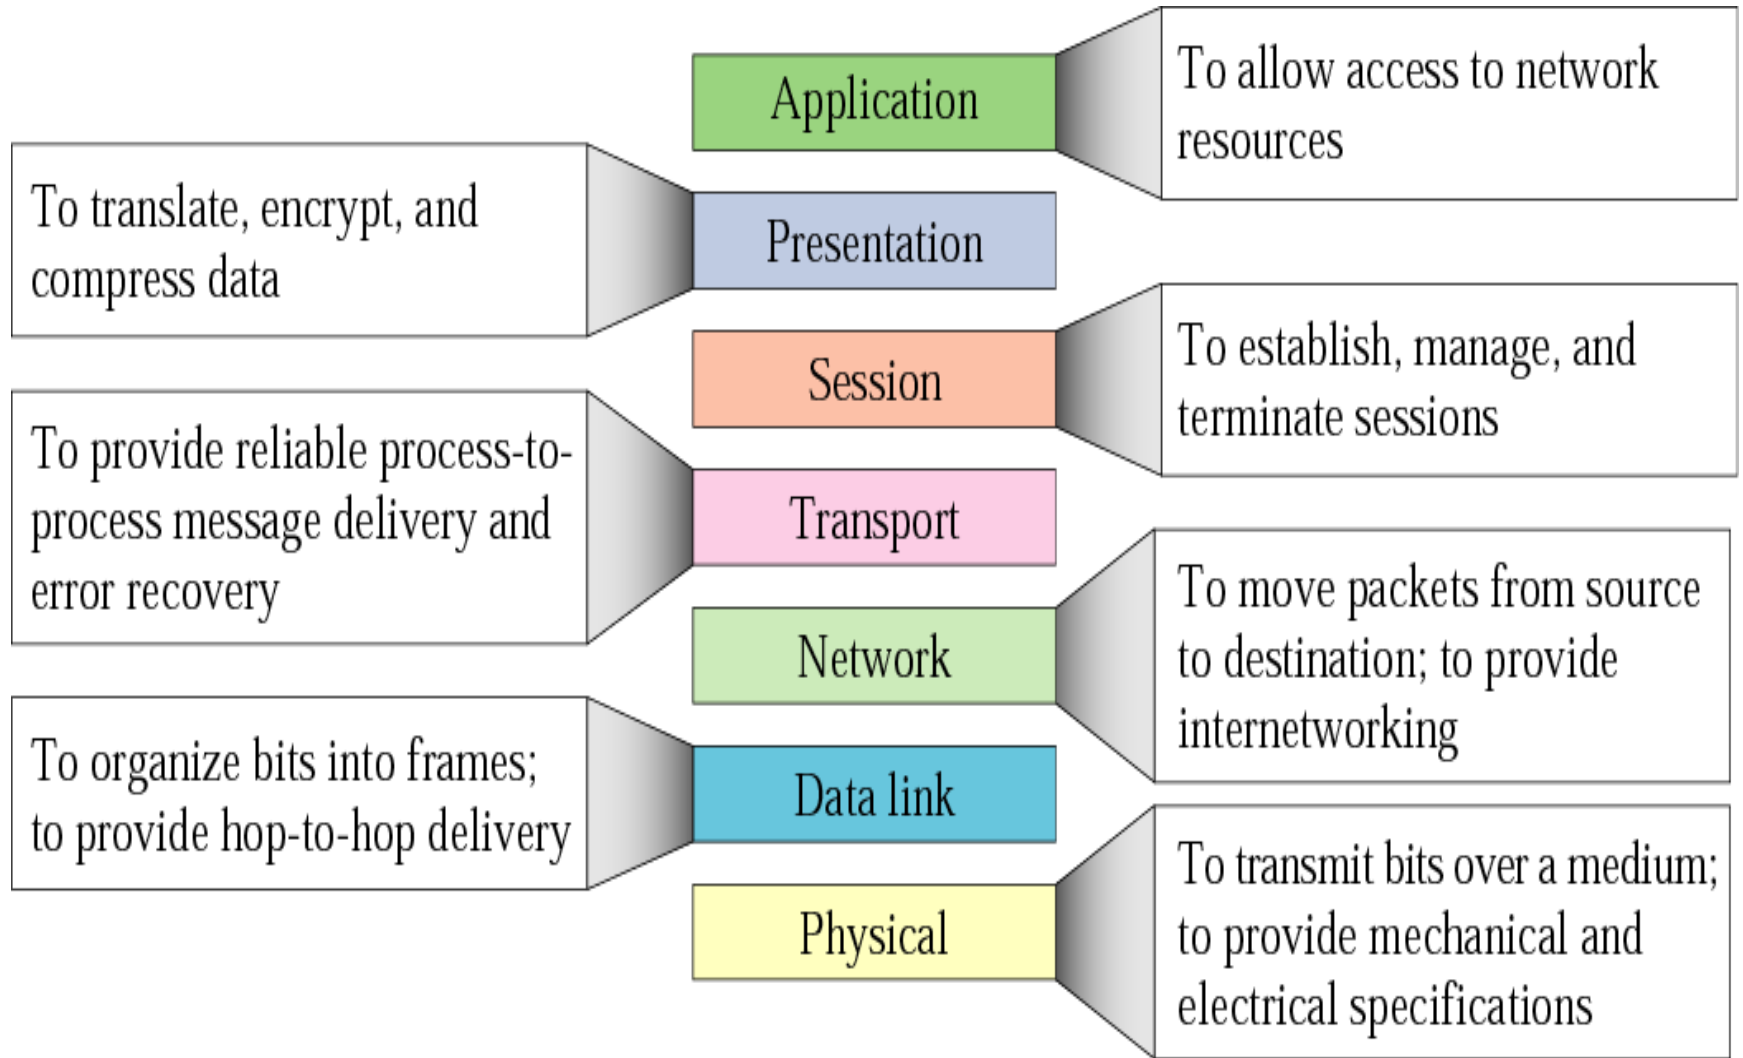 Application
To allow access to network
resources
To translate, encrypt, and
compress data
Presentation
Session
To establish, manage, and
terminate sessions
To provide reliable process-to-
process message delivery and
error recovery
Transport
Network
To move packets from source
to destination; to provide
internetworking
To organize bits into frames;
to provide hop-to-hop delivery
Data link
Physical
To transmit bits over a medium;
to provide mechanical and
electrical specifications